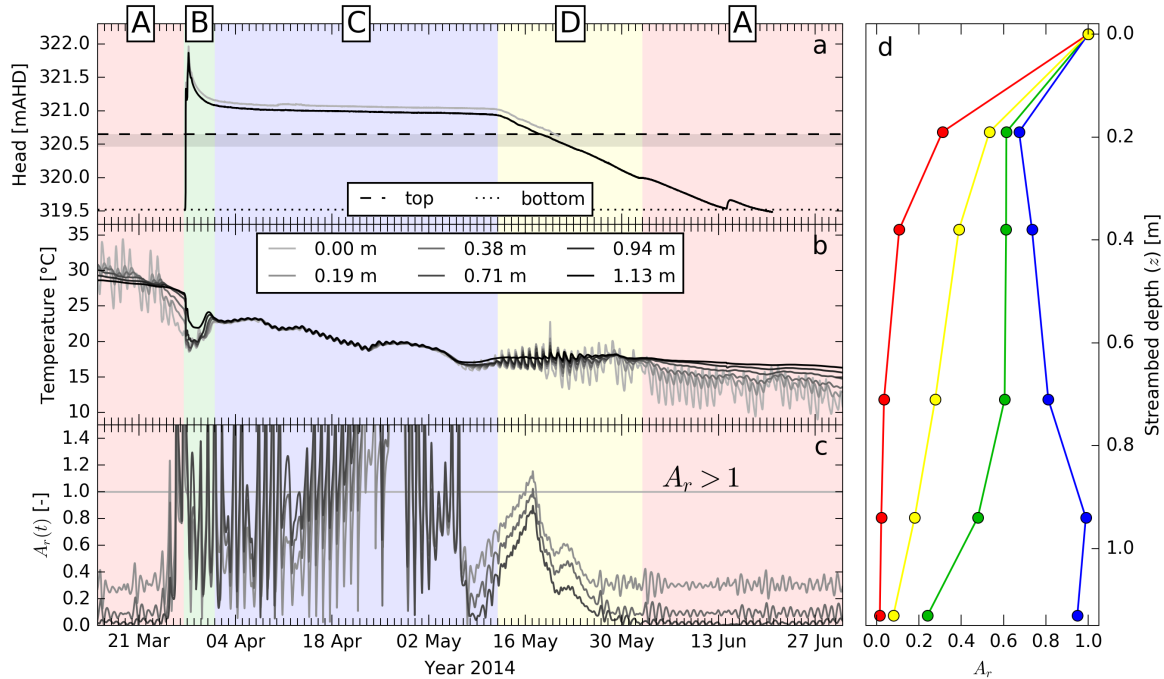 A B C D A
a
322.0
321.5
321.0
320.5
320.0
319.5
Head [mAHD]
top bottom
b
35
30
25
20
15
10
Temperature [°C]
0.00 m 0.38 m 0.94 m
0.19 m 0.71 m 1.13 m
c
1.4
1.2
1.0
0.8
0.6
0.4
0.2
0.0
A_r(t) [-]
A_r > 1
21 Mar 04 Apr 18 Apr 02 May 16 May 30 May 13 Jun 27 Jun
Year 2014
d
0.0
0.2
0.4
0.6
0.8
1.0
Streambed depth (z) [m]
0.0 0.2 0.4 0.6 0.8 1.0
A_r